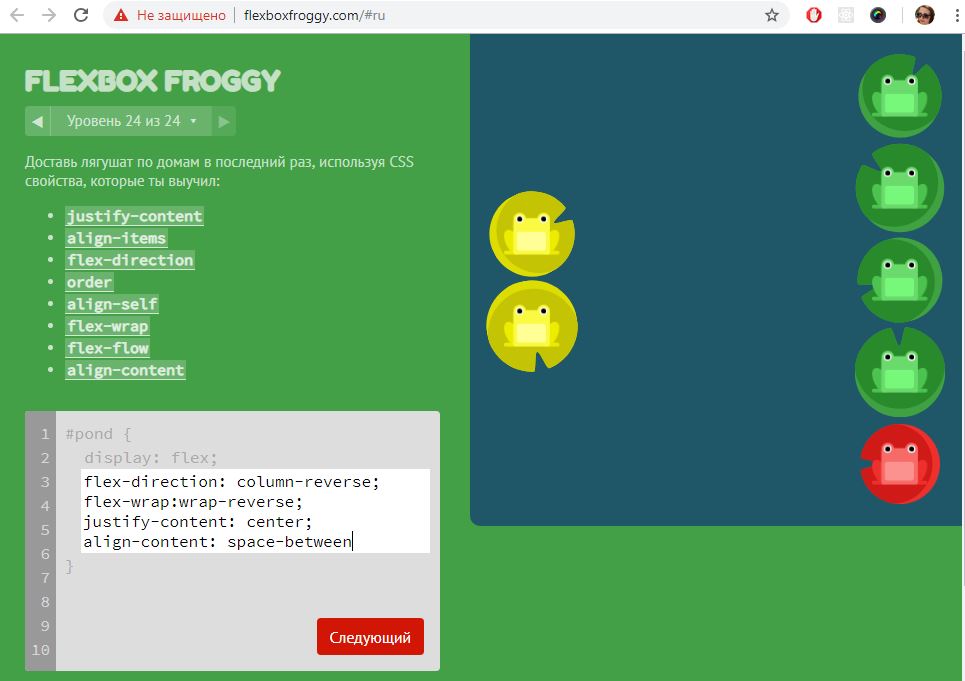 Не защищено
flexboxfroggy.com/#ru
FLEXBOX FROGGY
Уровень 24 из 24
Доставь лягушат по домам в последний раз, используя CSS
свойства, которые ты выучил:
justify-content
align-items
flex-direction
order
align-self
flex-wrap
flex-flow
align-content
1 #pond {
2 display: flex;
3 flex-direction: column-reverse;
4 flex-wrap:wrap-reverse;
5 justify-content: center;
6 align-content: space-between
7 }
8
9
10
Следующий